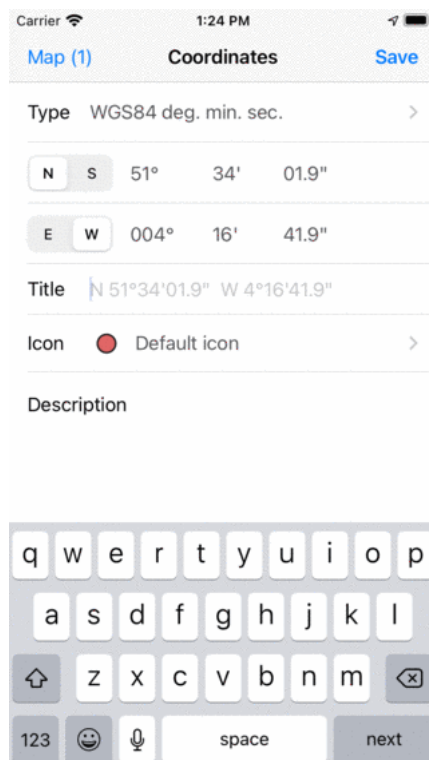 Carrier 1:24 PM
Map (1) Coordinates Save
Type WGS84 deg. min. sec.
N S 51° 34' 01.9"
E W 004° 16' 41.9"
Title N 51°34'01.9" W 4°16'41.9"
Icon Default icon
Description
q w e r t y u i o p
a s d f g h j k l
z x c v b n m
123 space next